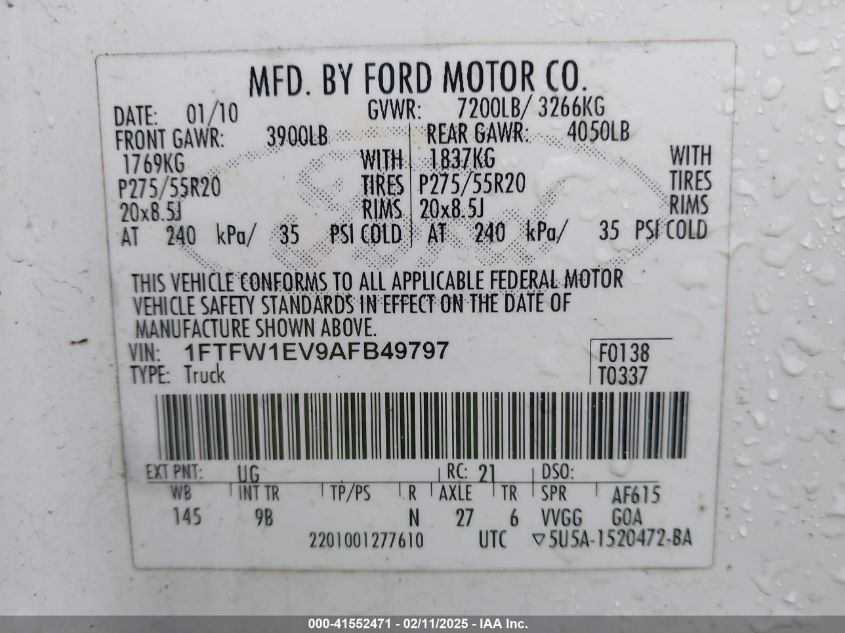 MFD. BY FORD MOTOR CO.
DATE: 01/10 GVWR: 7200LB/ 3266KG
FRONT GAWR: 3900LB REAR GAWR: 4050LB
1769KG WITH 1837KG WITH
P275/55R20 TIRES P275/55R20 TIRES
20x8.5J RIMS 20x8.5J RIMS
AT 240 kPa/ 35 PSI COLD AT 240 kPa/ 35 PSI COLD
THIS VEHICLE CONFORMS TO ALL APPLICABLE FEDERAL MOTOR
VEHICLE SAFETY STANDARDS IN EFFECT ON THE DATE OF
MANUFACTURE SHOWN ABOVE.
VIN: 1FTFW1EV9AFB49797 F0138
TYPE: Truck T0337
EXT PNT: UG RC: 21 DSO:
WB INT TR TP/PS R AXLE TR SPR AF615
145 9B N 27 6 VVGG GOA
2201001277610 UTC ▽5U5A-1520472-BA
000-41552471 - 02/11/2025 - IAA Inc.